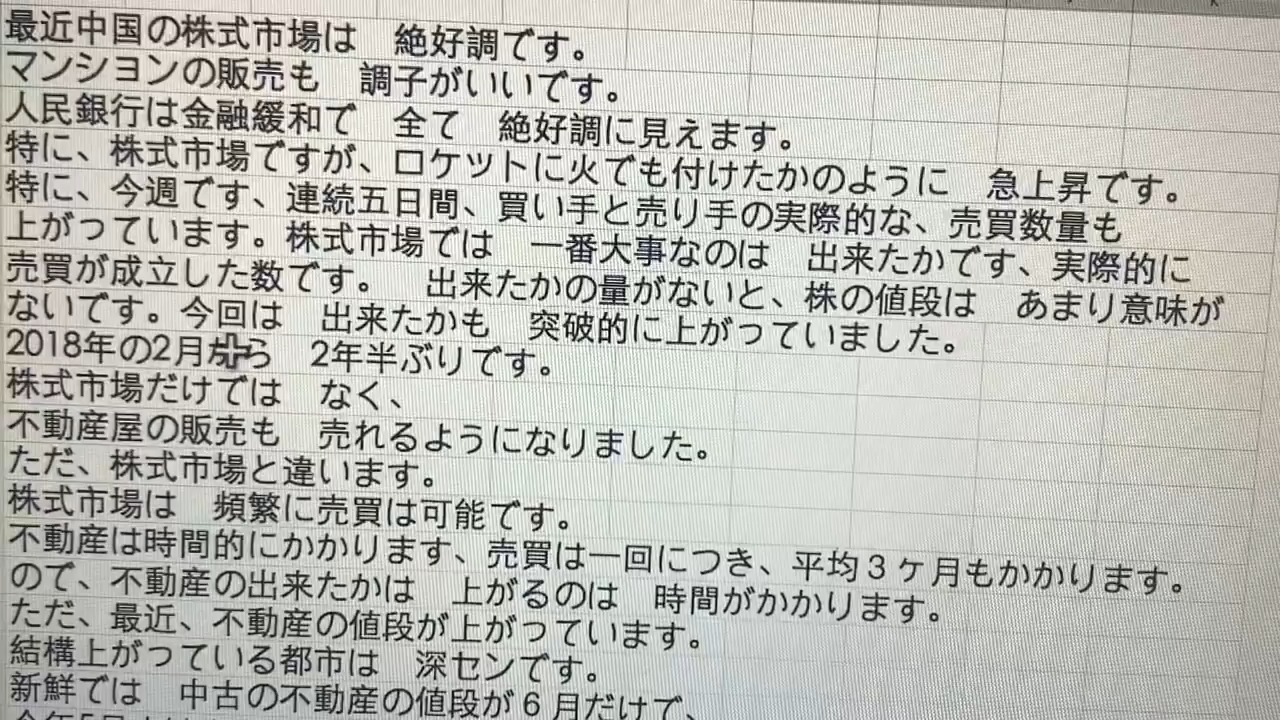 最近中国の株式市場は　絶好調です。
マンションの販売も　調子がいいです。
人民銀行は金融緩和で　全て　絶好調に見えます。
特に、株式市場ですが、ロケットに火でも付けたかのように　急上昇です。
特に、今週です、連続五日間、買い手と売り手の実際的な、売買数量も
上がっています。株式市場では　一番大事なのは　出来たかです、実際的に
売買が成立した数です。　出来たかの量がないと、株の値段は　あまり意味が
ないです。今回は　出来たかも　突破的に上がっていました。
2018年の2月から　2年半ぶりです。
株式市場だけでは　なく、
不動産屋の販売も　売れるようになりました。
ただ、株式市場と違います。
株式市場は　頻繁に売買は可能です。
不動産は時間的にかかります、売買は一回につき、平均３ヶ月もかかります。
ので、不動産の出来たかは　上がるのは　時間がかかります。
ただ、最近、不動産の値段が上がっています。
結構上がっている都市は　深センです。
新鮮では　中古の不動産の値段が６月だけで、